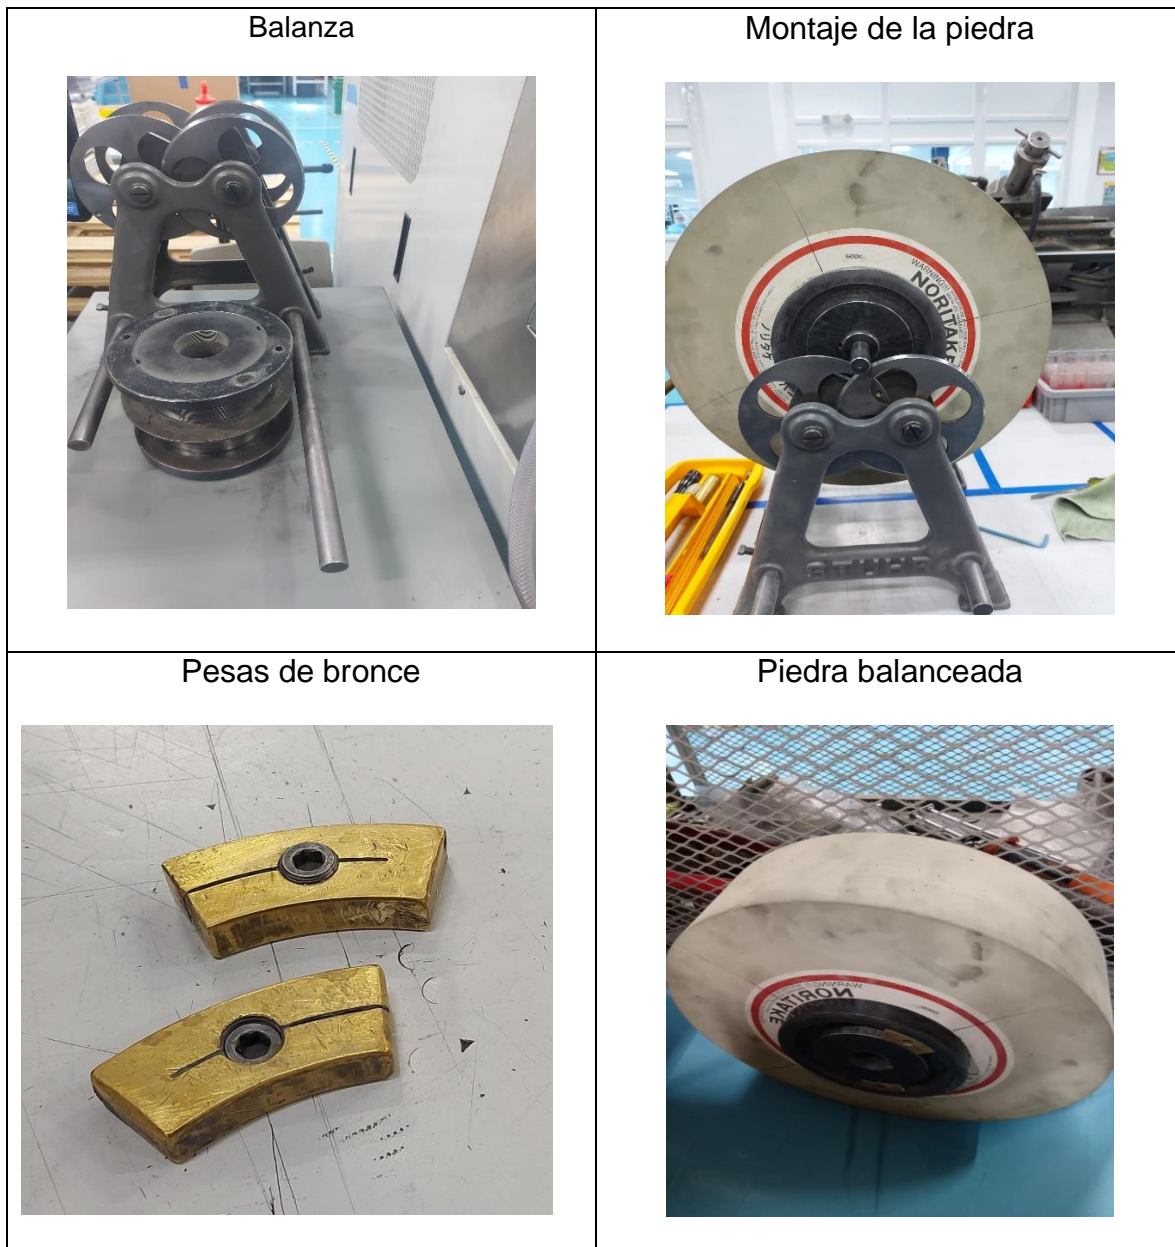 Balanza
Montaje de la piedra
WARNING!!!
NORITAKE
Pesas de bronce
Piedra balanceada
WARNING!!!
NORITAKE